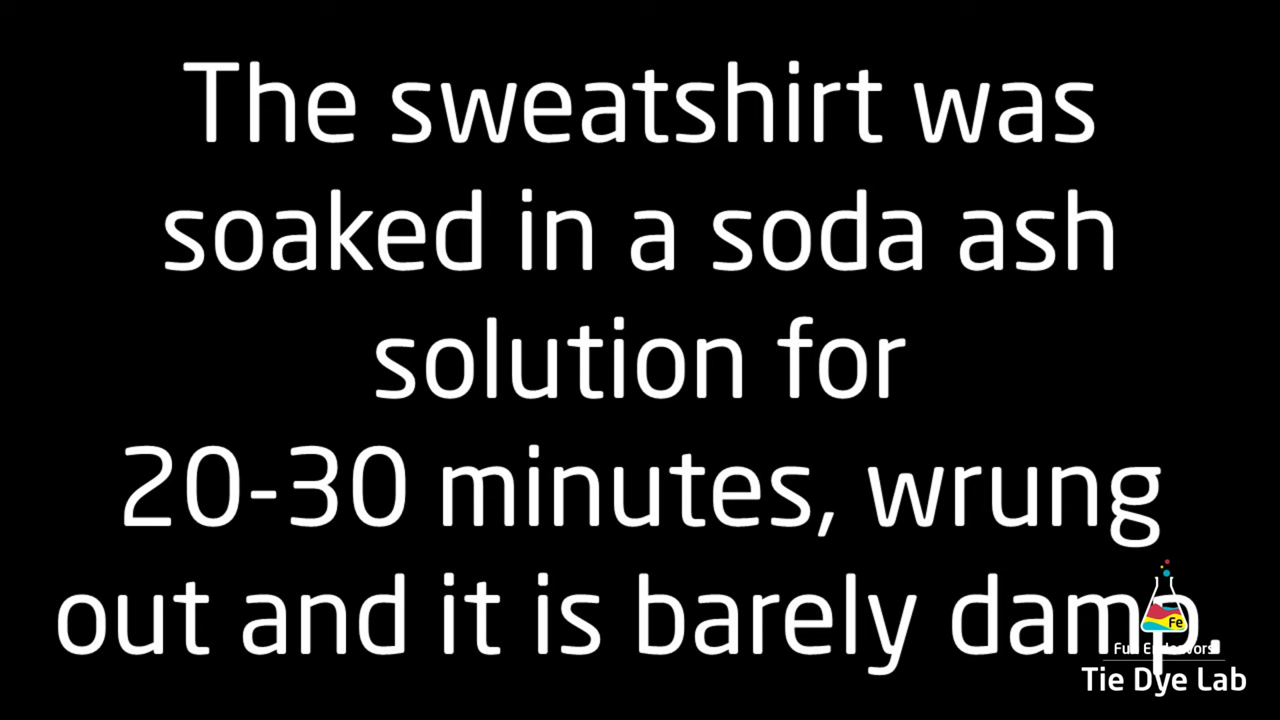 The sweatshirt was
soaked in a soda ash
solution for
20-30 minutes, wrung
out and it is barely damp.
Fe
Tie Dye Lab